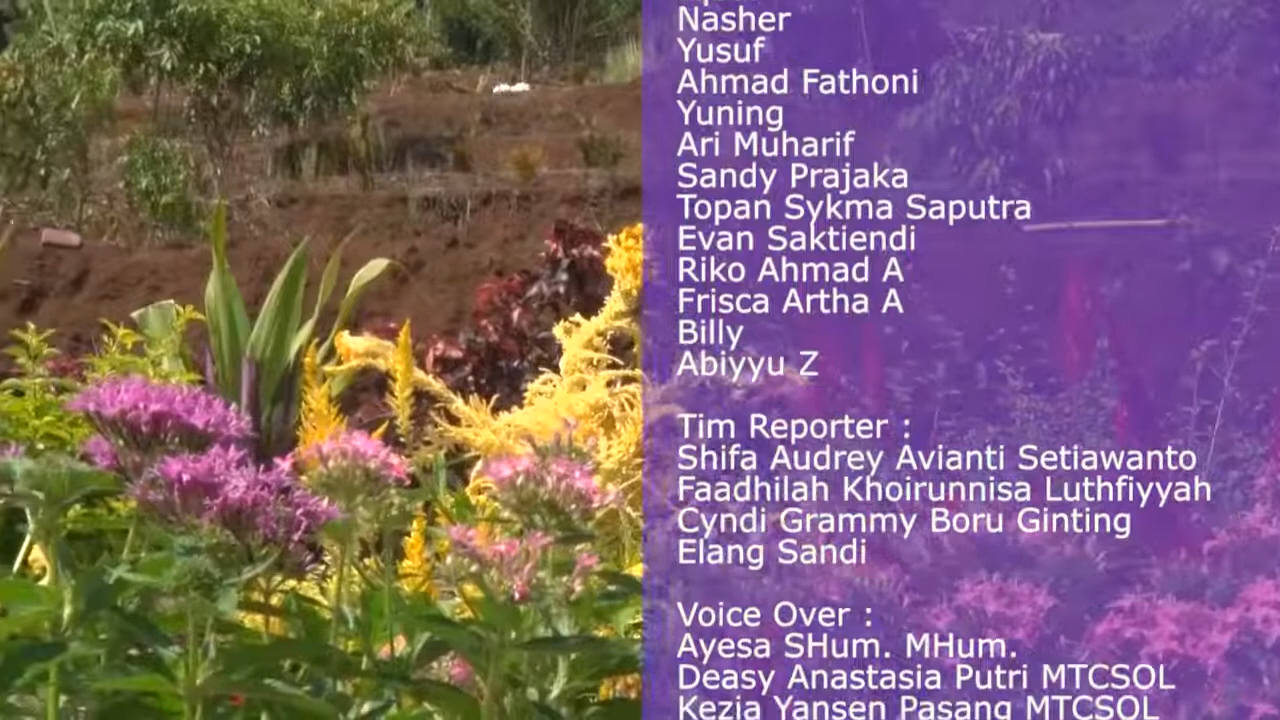 Nasher
Yusuf
Ahmad Fathoni
Yuning
Ari Muharif
Sandy Prajaka
Topan Sykma Saputra
Evan Saktiendi
Riko Ahmad A
Frisca Artha A
Billy
Abiyyu Z
Tim Reporter :
Shifa Audrey Avianti Setiawanto
Faadhilah Khoirunnisa Luthfiyyah
Cyndi Grammy Boru Ginting
Elang Sandi
Voice Over :
Ayesa SHum. MHum.
Deasy Anastasia Putri MTCSOL
Kezia Yansen Pasang MTCSOL